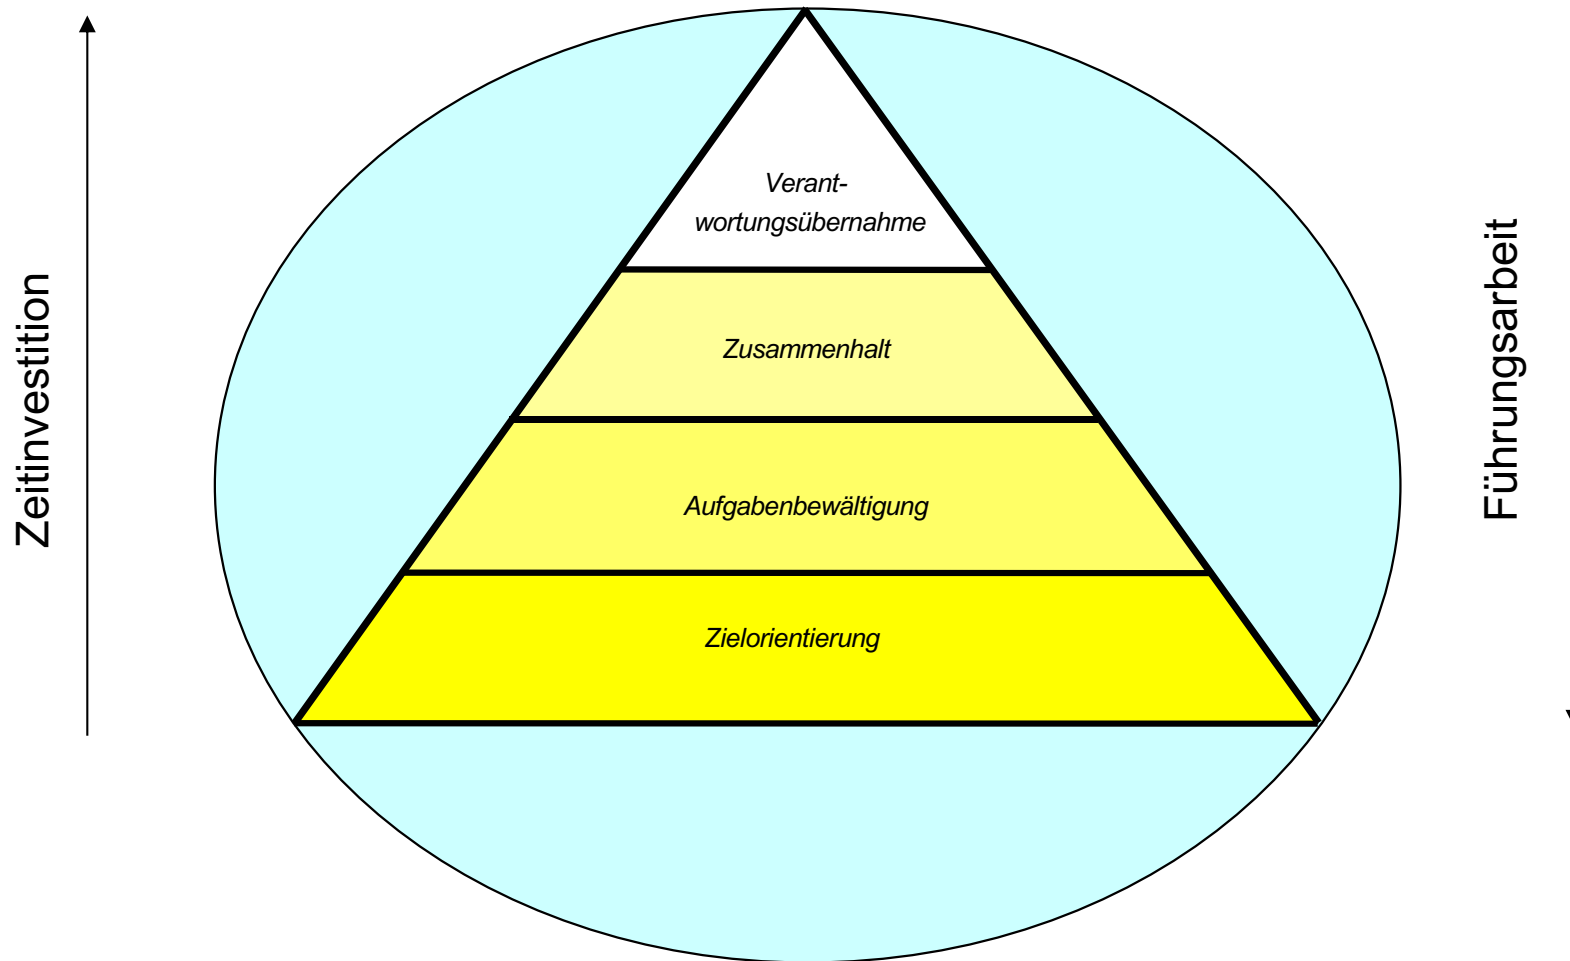 Zeitinvestition
Verant-
wortungsübernahme
Zusammenhalt
Aufgabenbewältigung
Zielorientierung
Führungsarbeit